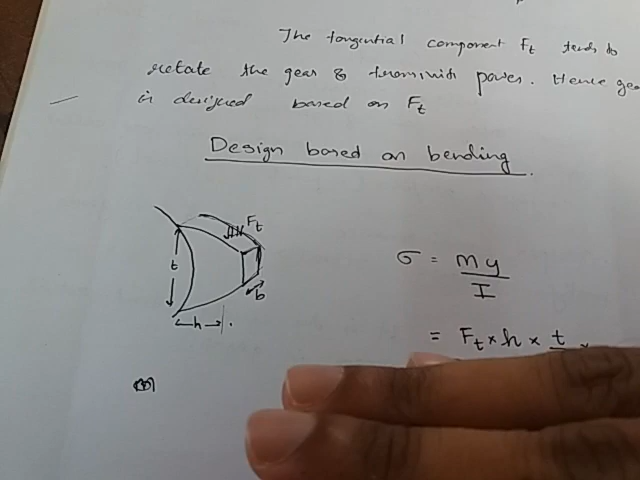 The tangential component Ft tends to
rotate the gear & transmits power. Hence gea
is designed based on Ft
Design based on bending.
Ft
t
b
h
σ = My / I
= Ft × h × t